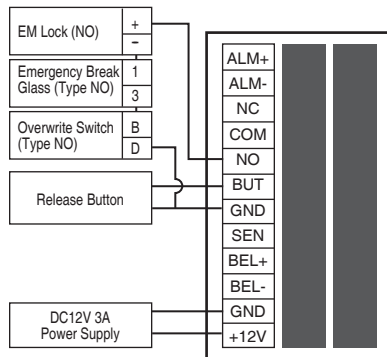 EM Lock (NO)
+
−
Emergency Break
Glass (Type NO)
1
3
Overwrite Switch
(Type NO)
B
D
Release Button
DC12V 3A
Power Supply
ALM+
ALM-
NC
COM
NO
BUT
GND
SEN
BEL+
BEL-
GND
+12V